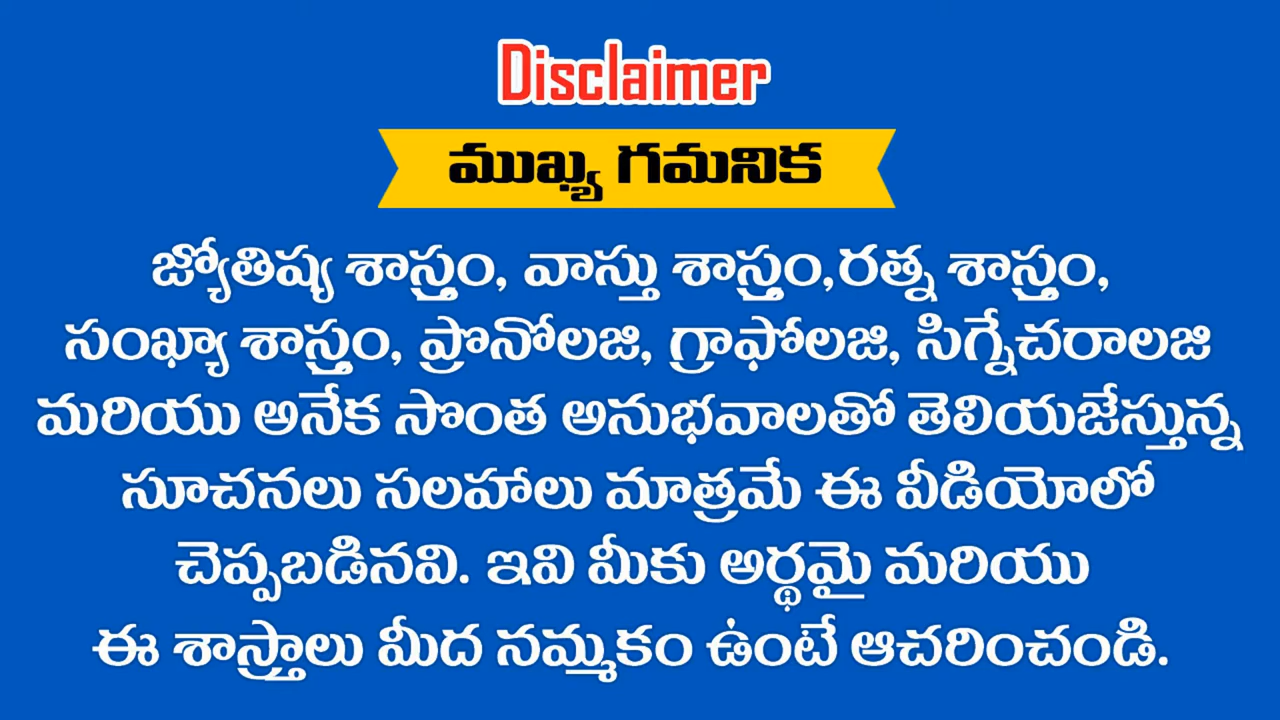 Disclaimer
ముఖ్య గమనిక
జ్యోతిష్య శాస్త్రం, వాస్తు శాస్త్రం,రత్న శాస్త్రం,
సంఖ్యా శాస్త్రం, ప్రొనోలజి, గ్రాఫోలజి, సిగ్నేచరాలజి
మరియు అనేక సొంత అనుభవాలతో తెలియజేస్తున్న
సూచనలు సలహాలు మాత్రమే ఈ వీడియోలో
చెప్పబడినవి. ఇవి మీకు అర్థమై మరియు
ఈ శాస్త్రాలు మీద నమ్మకం ఉంటే ఆచరించండి.